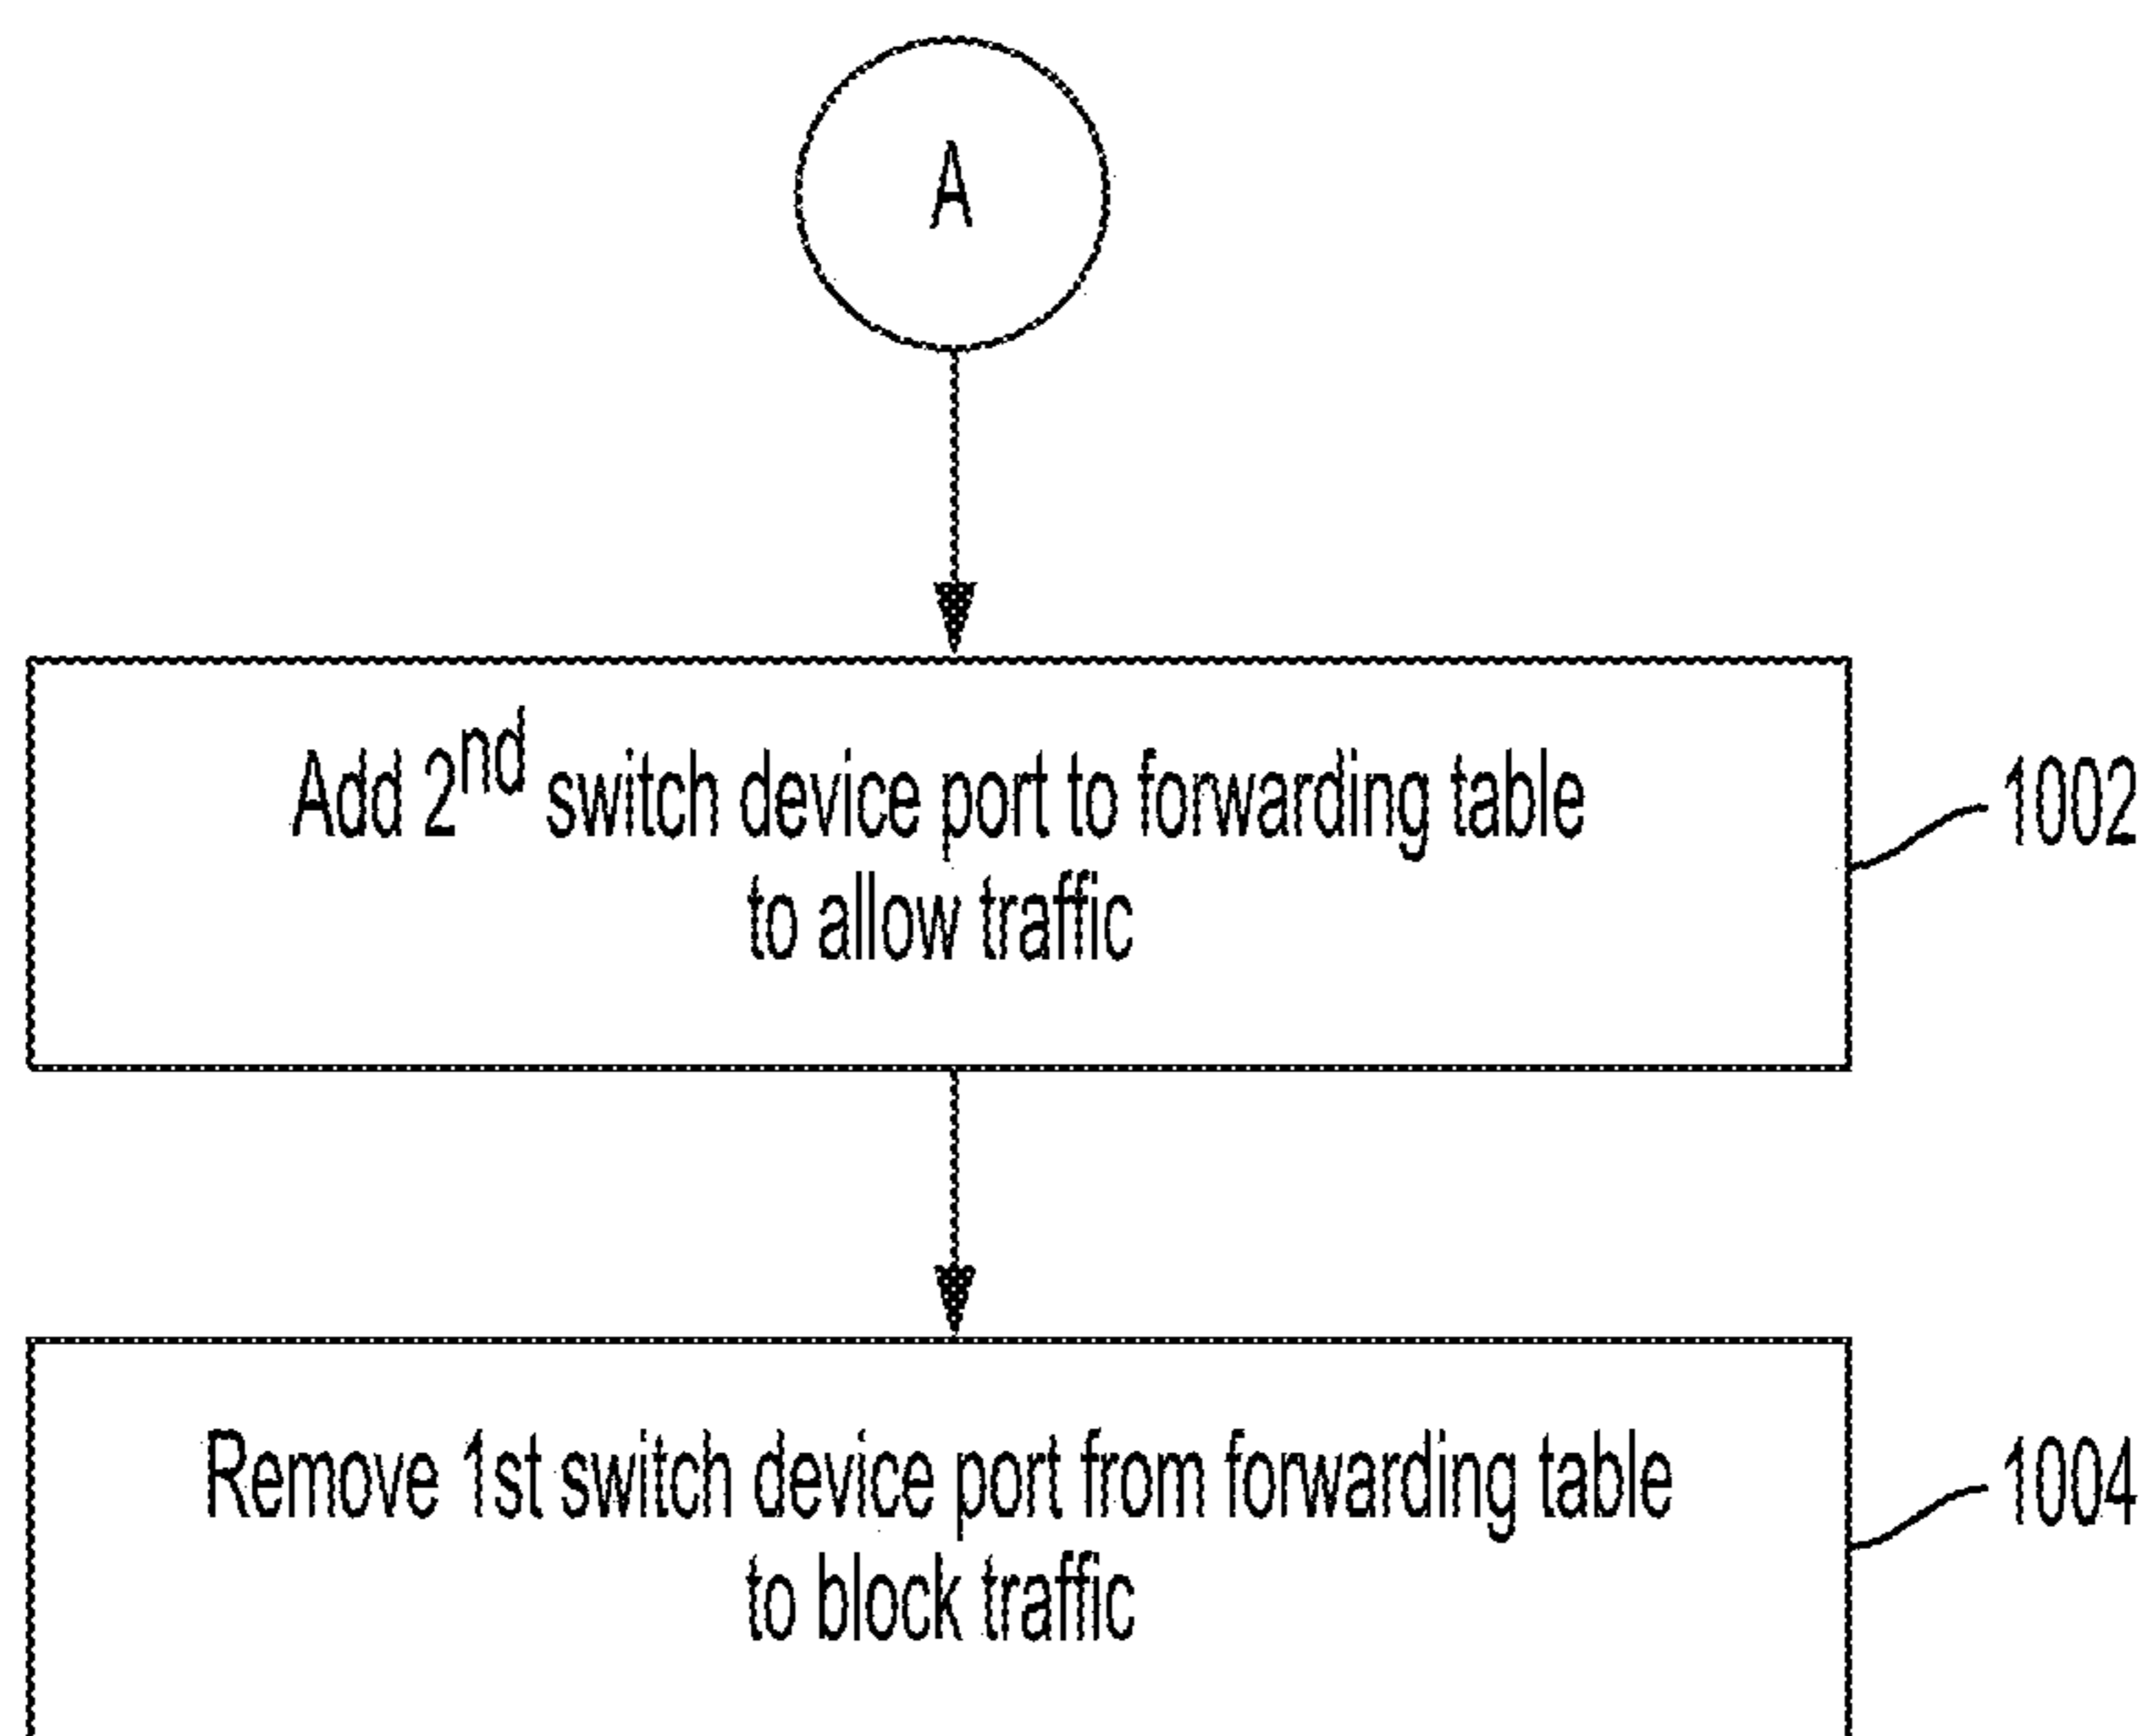 A
Add 2nd switch device port to forwarding table
to allow traffic
1002
Remove 1st switch device port from forwarding table
to block traffic
1004